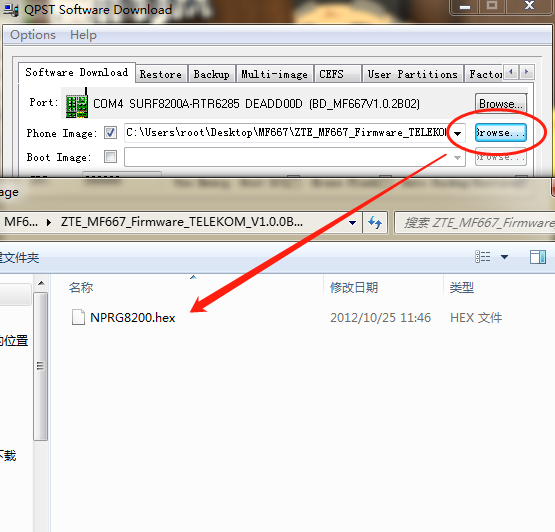 QPST Software Download
Options Help
Software Download Restore Backup Multi-image CEFS User Partitions Factor
Port: COM4 SURF8200A-RTR6285 DEADD00D (BD_MF667V1.0.2B02) Browse...
Phone Image: C:\Users\root\Desktop\MF667\ZTE_MF667_Firmware_TELEKOM Browse...
Boot Image:
age
MF6... ZTE_MF667_Firmware_TELEKOM_V1.0.0B... 搜索 ZTE_MF667_Firmware
文件夹
名称 修改日期 类型
NPRG8200.hex 2012/10/25 11:46 HEX 文件
的位置
下载